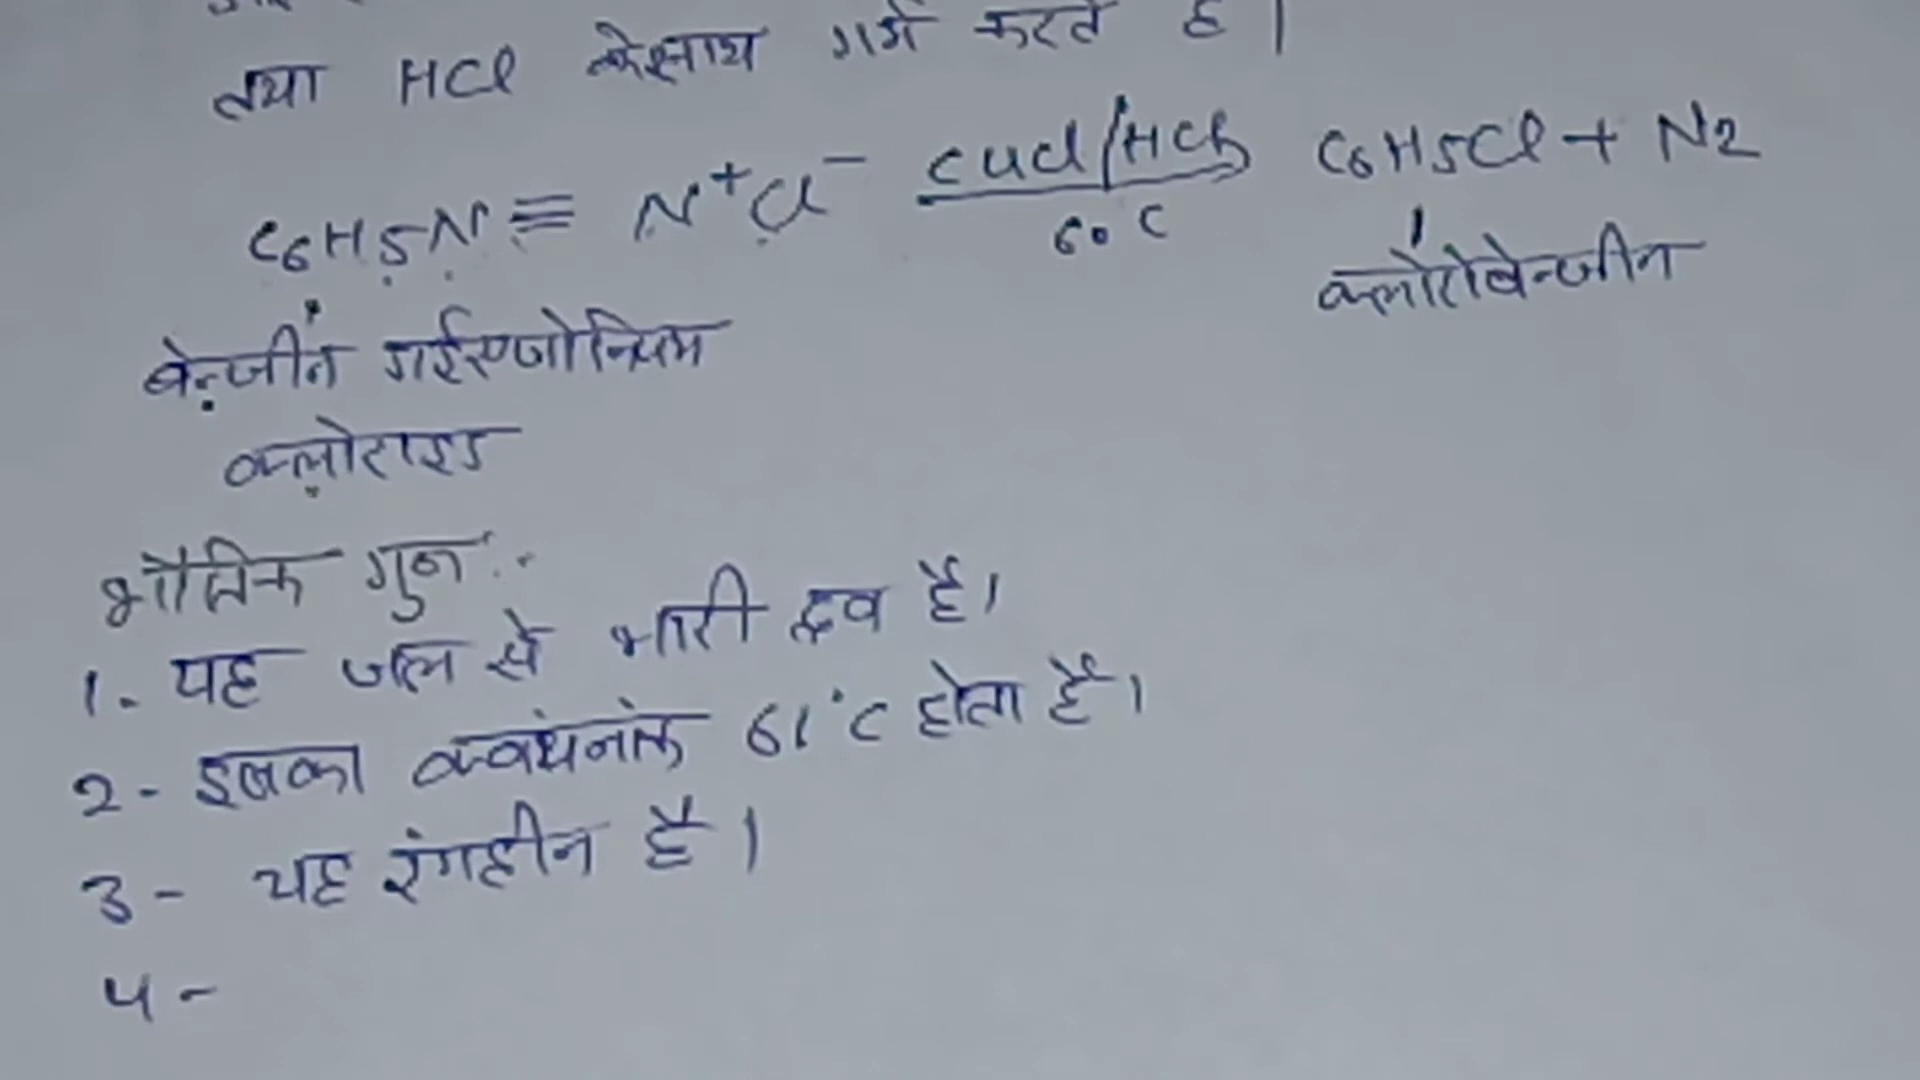 तथा HCl के साथ गर्म करते है।
C6H5N ≡ N+Cl- CuCl/HCl C6H5Cl + N2
60 C
बेन्जीन डाईएजोनियम क्लोरोबेन्जीन
क्लोराइड
भौतिक गुण :-
1. यह जल से भारी द्रव है।
2 - इसका क्वथनांक 61°C होता है।
3 - यह रंगहीन है।
4 -